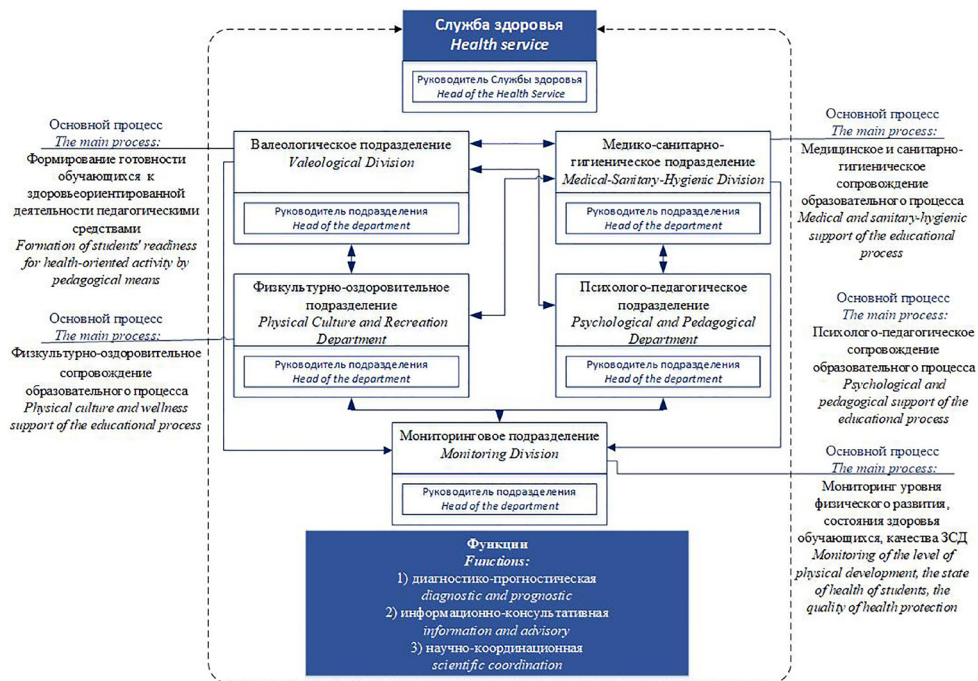 Служба здоровья
Health service
Руководитель Службы здоровья
Head of the Health Service
Основной процесс
The main process:
Формирование готовности
обучающихся к
здоровьеориентированной
деятельности педагогическими
средствами
Formation of students' readiness
for health-oriented activity by
pedagogical means
Валеологическое подразделение
Valeological Division
Руководитель подразделения
Head of the department
Медико-санитарно-
гигиеническое подразделение
Medical-Sanitary-Hygienic Division
Руководитель подразделения
Head of the department
Основной процесс
The main process:
Медицинское и санитарно-
гигиеническое
сопровождение
образовательного процесса
Medical and sanitary-hygienic
support of the educational
process
Основной процесс
The main process:
Физкультурно-оздоровительное
сопровождение
образовательного процесса
Physical culture and wellness
support of the educational process
Физкультурно-оздоровительное
подразделение
Physical Culture and Recreation
Department
Руководитель подразделения
Head of the department
Психолого-педагогическое
подразделение
Psychological and Pedagogical
Department
Руководитель подразделения
Head of the department
Основной процесс
The main process:
Психолого-педагогическое
сопровождение
образовательного процесса
Psychological and
pedagogical support of the
educational process
Мониторинговое подразделение
Monitoring Division
Руководитель подразделения
Head of the department
Основной процесс
The main process:
Мониторинг уровня
физического развития,
состояния здоровья
обучающихся, качества ЗСД
Monitoring of the level of
physical development, the state
of health of students, the
quality of health protection
Функции
Functions:
1) диагностико-прогностическая
diagnostic and prognostic
2) информационно-консультативная
information and advisory
3) научно-координационная
scientific coordination